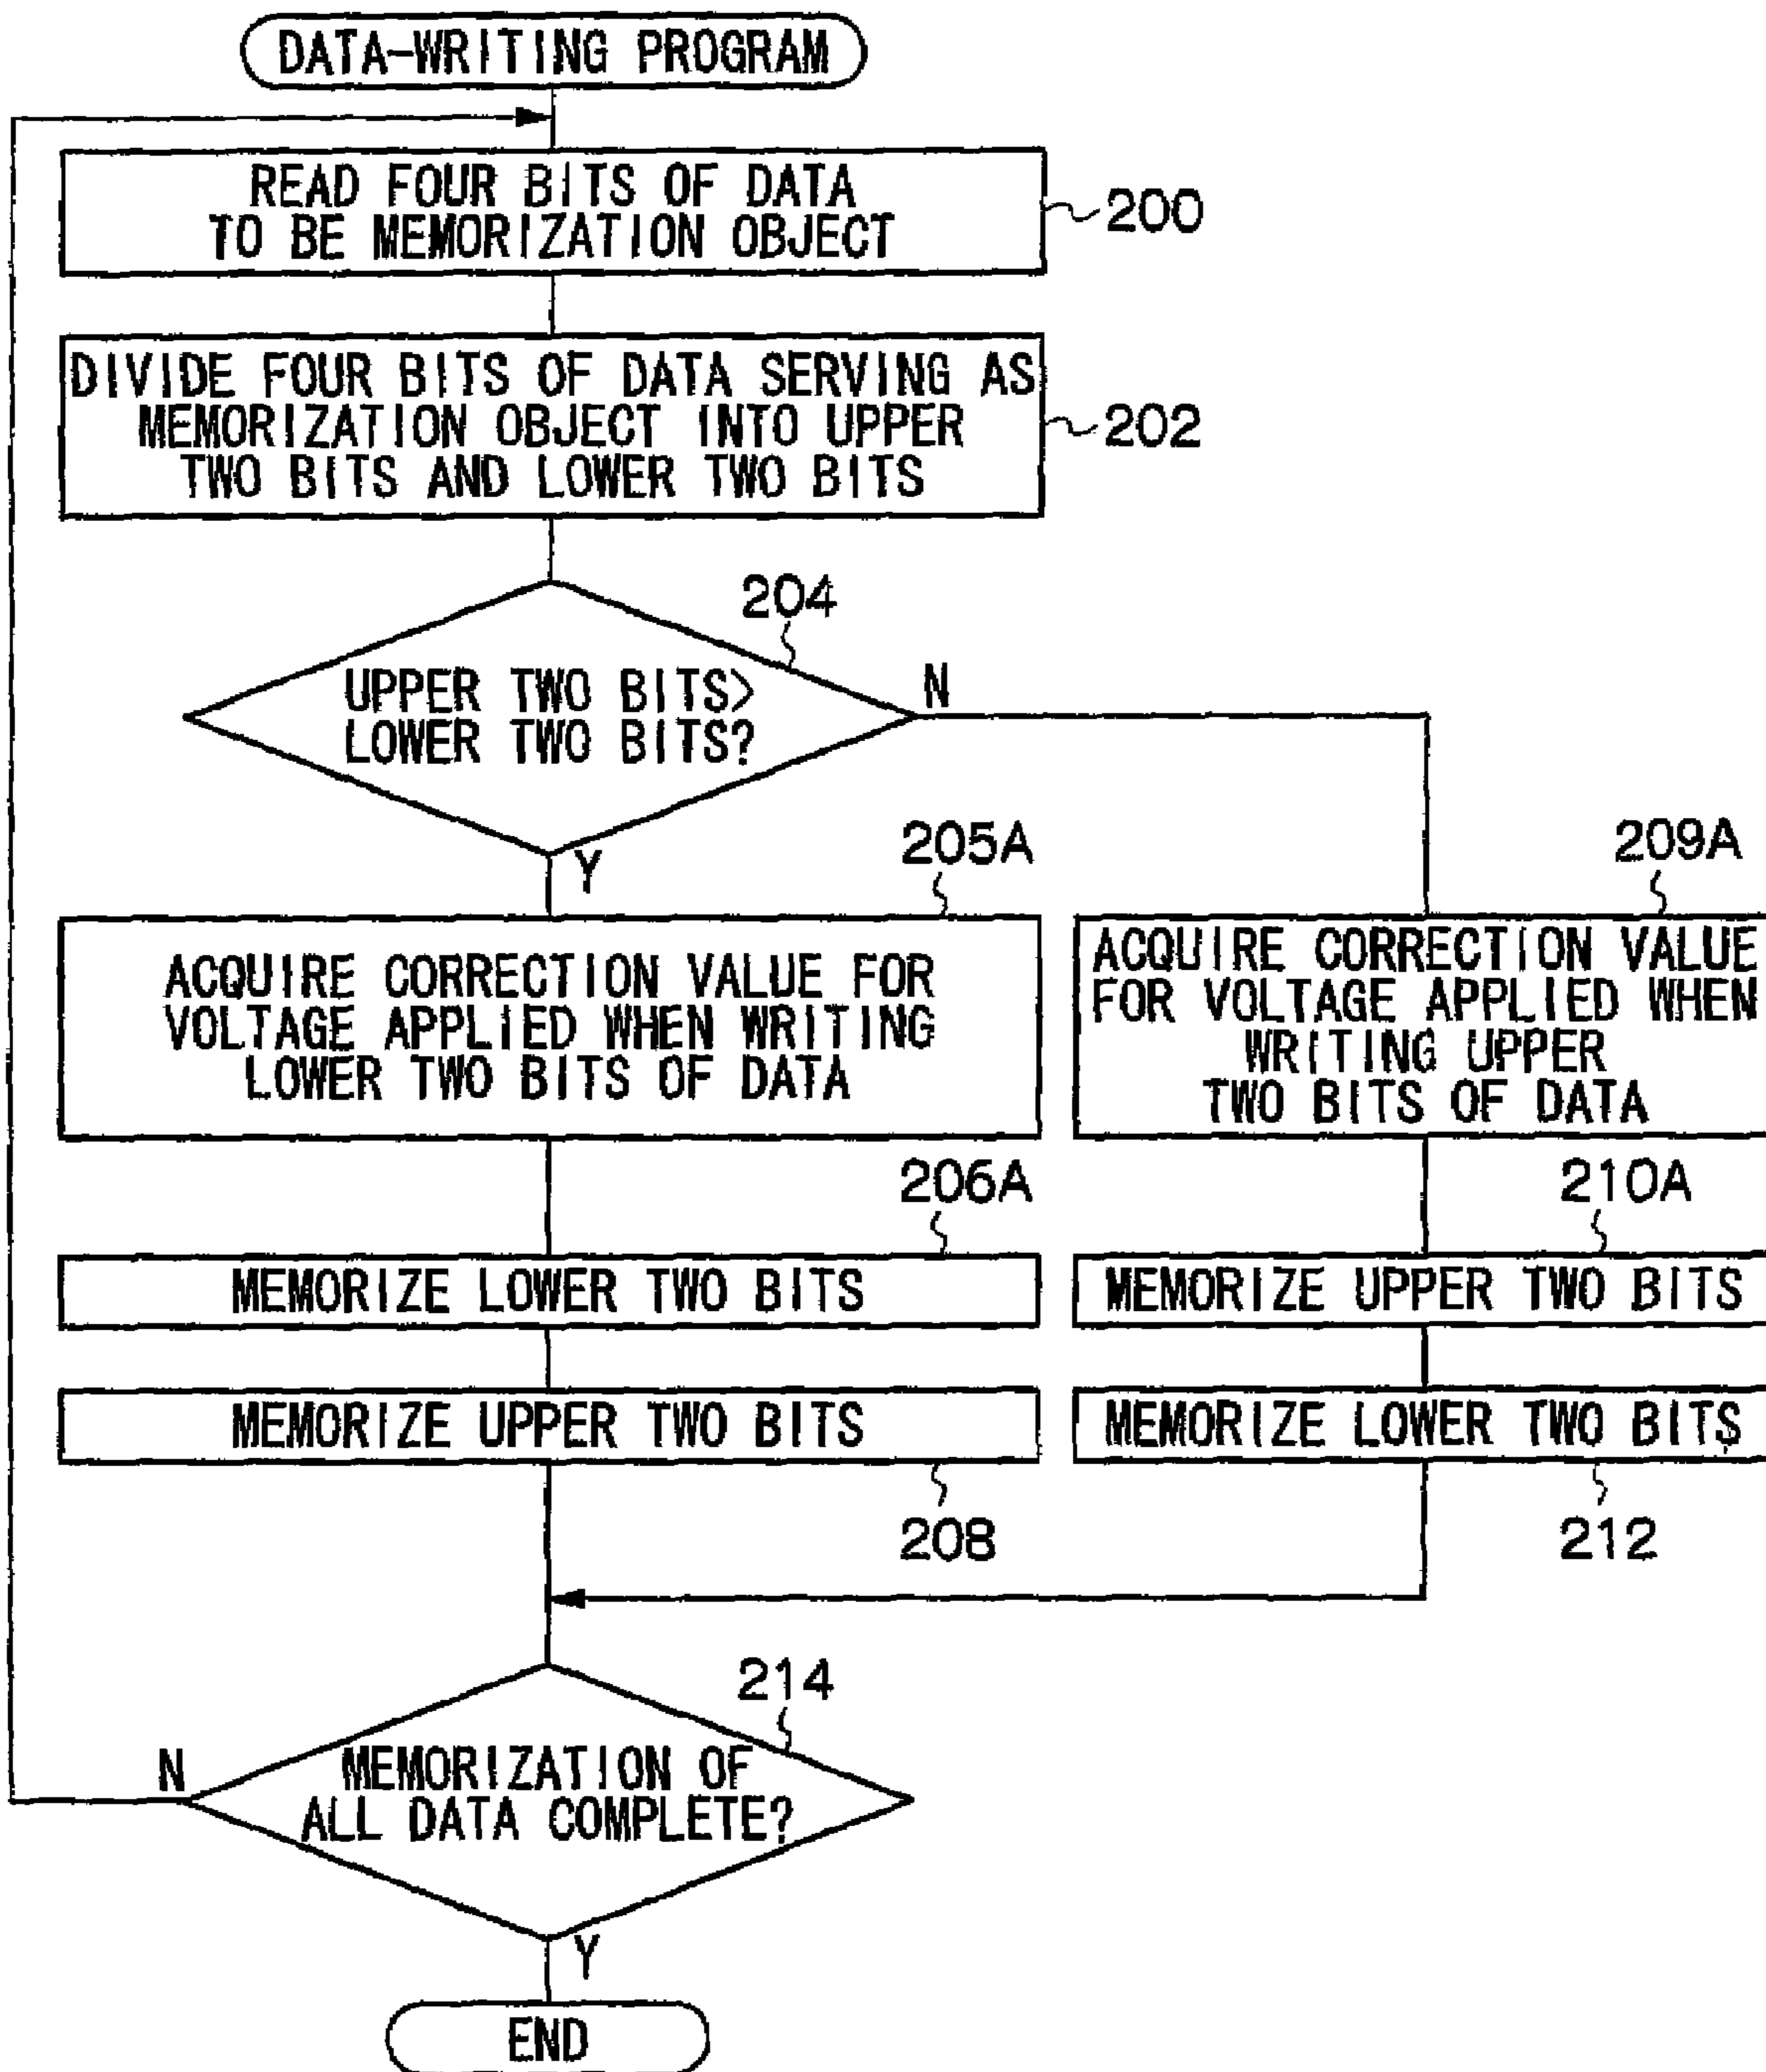 DATA-WRITING PROGRAM
READ FOUR BITS OF DATA
TO BE MEMORIZATION OBJECT
200
DIVIDE FOUR BITS OF DATA SERVING AS
MEMORIZATION OBJECT INTO UPPER
TWO BITS AND LOWER TWO BITS
202
204
UPPER TWO BITS>
LOWER TWO BITS?
N
Y
205A
ACQUIRE CORRECTION VALUE FOR
VOLTAGE APPLIED WHEN WRITING
LOWER TWO BITS OF DATA
209A
ACQUIRE CORRECTION VALUE
FOR VOLTAGE APPLIED WHEN
WRITING UPPER
TWO BITS OF DATA
206A
MEMORIZE LOWER TWO BITS
210A
MEMORIZE UPPER TWO BITS
MEMORIZE UPPER TWO BITS
208
MEMORIZE LOWER TWO BITS
212
214
MEMORIZATION OF
ALL DATA COMPLETE?
N
Y
END